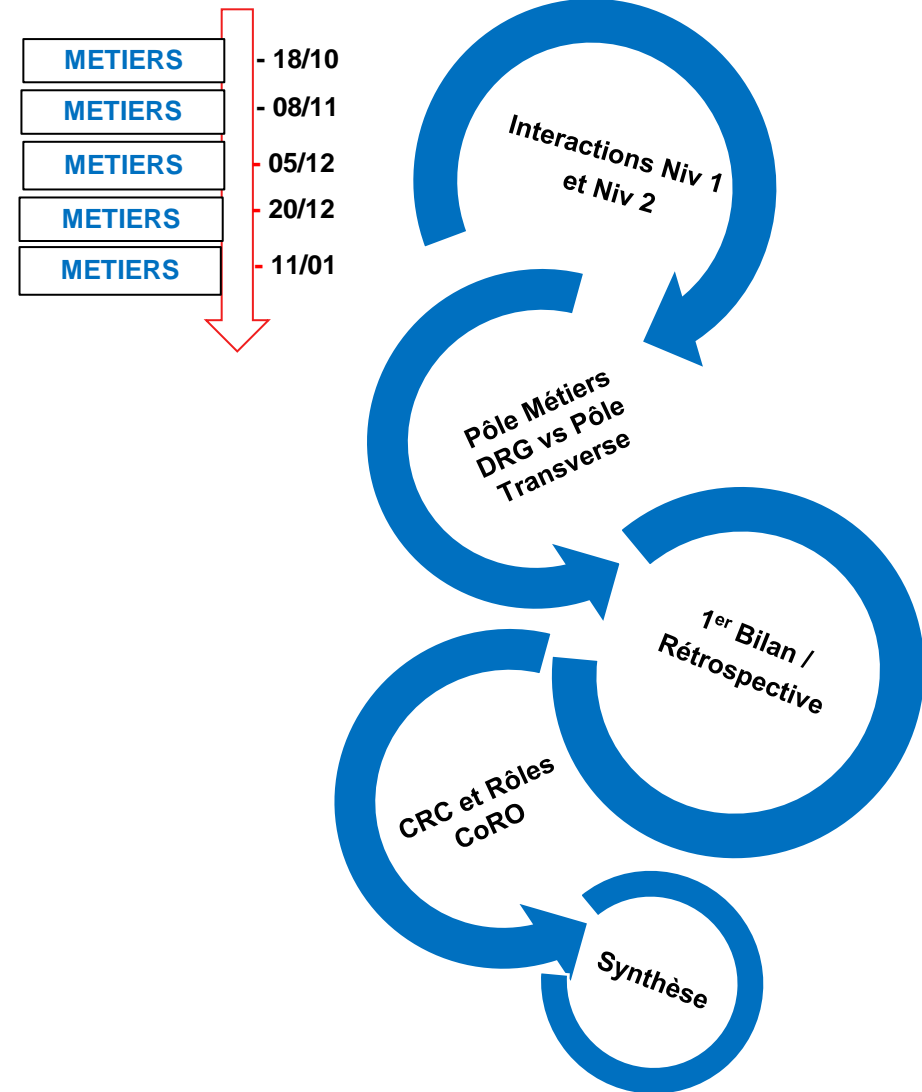 METIERS - 18/10
METIERS - 08/11
METIERS - 05/12
METIERS - 20/12
METIERS - 11/01
Interactions Niv 1
et Niv 2
Pôle Métiers
DRG vs Pôle
Transverse
1er Bilan /
Rétrospective
CRC et Rôles
CoRO
Synthèse